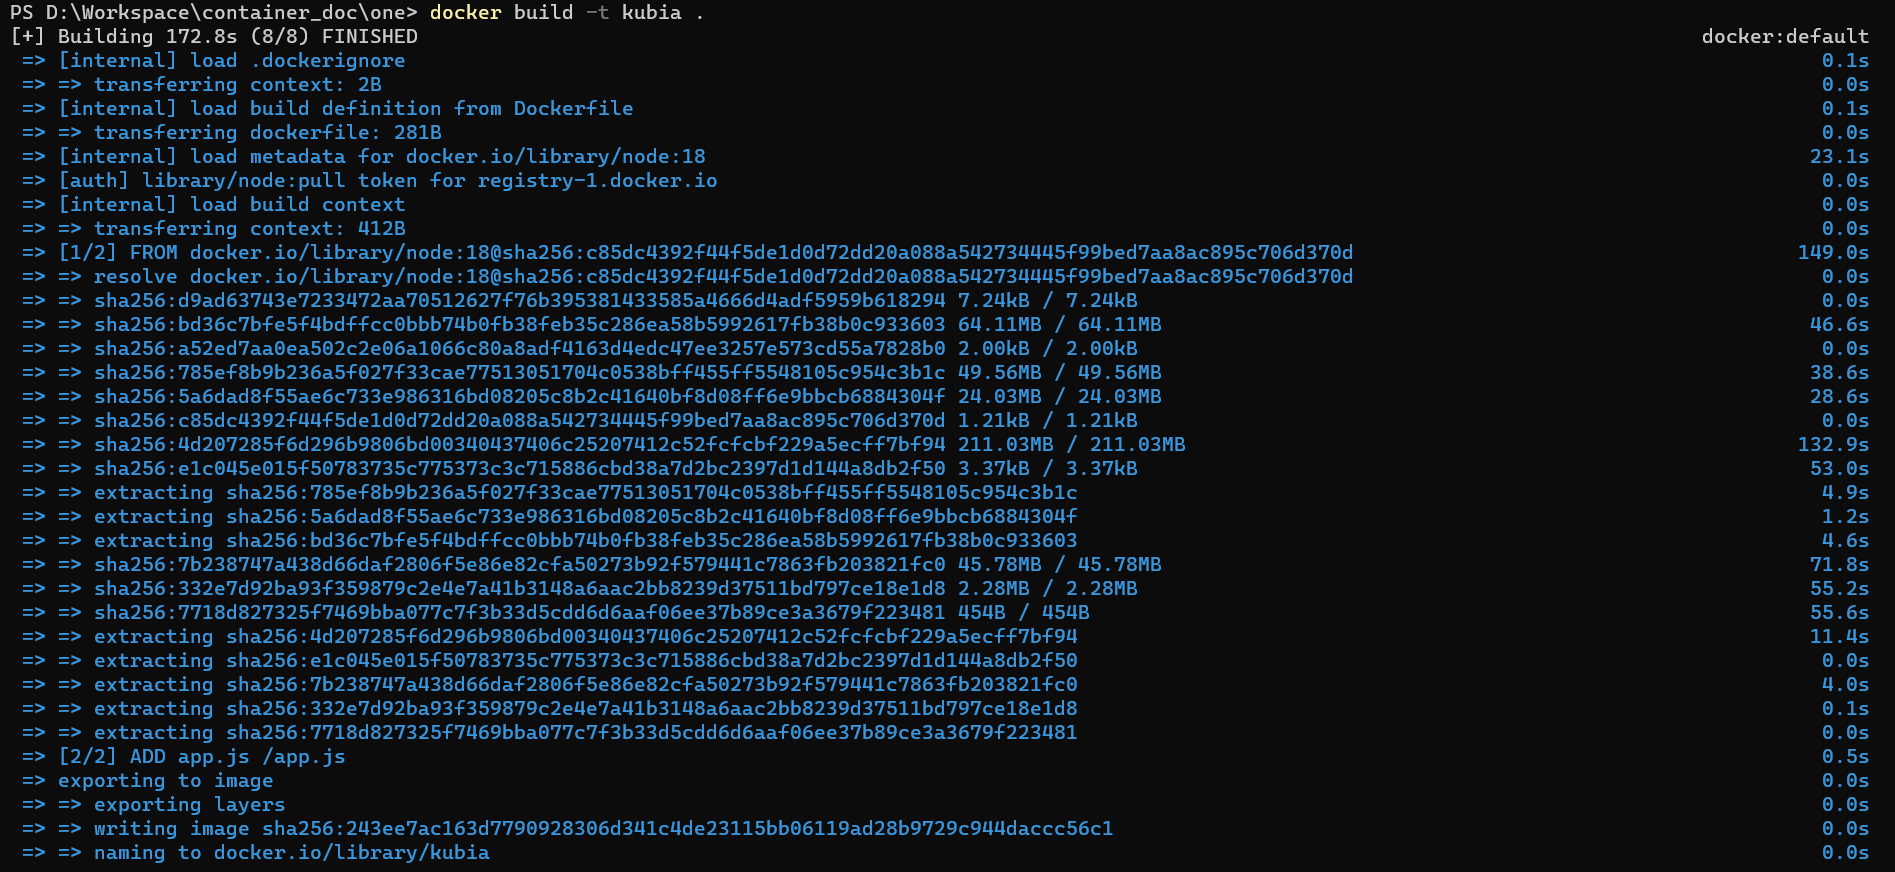 PS D:\Workspace\container_doc\one> docker build -t kubia .
[+] Building 172.8s (8/8) FINISHED docker:default
=> [internal] load .dockerignore 0.1s
=> => transferring context: 2B 0.0s
=> [internal] load build definition from Dockerfile 0.1s
=> => transferring dockerfile: 281B 0.0s
=> [internal] load metadata for docker.io/library/node:18 23.1s
=> [auth] library/node:pull token for registry-1.docker.io 0.0s
=> [internal] load build context 0.0s
=> => transferring context: 412B 0.0s
=> [1/2] FROM docker.io/library/node:18@sha256:c85dc4392f44f5de1d0d72dd20a088a542734445f99bed7aa8ac895c706d370d 149.0s
=> => resolve docker.io/library/node:18@sha256:c85dc4392f44f5de1d0d72dd20a088a542734445f99bed7aa8ac895c706d370d 0.0s
=> => sha256:d9ad63743e7233472aa70512627f76b395381433585a4666d4adf5959b618294 7.24kB / 7.24kB 0.0s
=> => sha256:bd36c7bfe5f4bdffcc0bbb74b0fb38feb35c286ea58b5992617fb38b0c933603 64.11MB / 64.11MB 46.6s
=> => sha256:a52ed7aa0ea502c2e06a1066c80a8adf4163d4edc47ee3257e573cd55a7828b0 2.00kB / 2.00kB 0.0s
=> => sha256:785ef8b9b236a5f027f33cae77513051704c0538bff455ff5548105c954c3b1c 49.56MB / 49.56MB 38.6s
=> => sha256:5a6dad8f55ae6c733e986316bd08205c8b2c41640bf8d08ff6e9bbcb6884304f 24.03MB / 24.03MB 28.6s
=> => sha256:c85dc4392f44f5de1d0d72dd20a088a542734445f99bed7aa8ac895c706d370d 1.21kB / 1.21kB 0.0s
=> => sha256:4d207285f6d296b9806bd00340437406c25207412c52fcfcbf229a5ecff7bf94 211.03MB / 211.03MB 132.9s
=> => sha256:e1c045e015f50783735c775373c3c715886cbd38a7d2bc2397d1d144a8db2f50 3.37kB / 3.37kB 53.0s
=> => extracting sha256:785ef8b9b236a5f027f33cae77513051704c0538bff455ff5548105c954c3b1c 4.9s
=> => extracting sha256:5a6dad8f55ae6c733e986316bd08205c8b2c41640bf8d08ff6e9bbcb6884304f 1.2s
=> => extracting sha256:bd36c7bfe5f4bdffcc0bbb74b0fb38feb35c286ea58b5992617fb38b0c933603 4.6s
=> => sha256:7b238747a438d66daf2806f5e86e82cfa50273b92f579441c7863fb203821fc0 45.78MB / 45.78MB 71.8s
=> => sha256:332e7d92ba93f359879c2e4e7a41b3148a6aac2bb8239d37511bd797ce18e1d8 2.28MB / 2.28MB 55.2s
=> => sha256:7718d827325f7469bba077c7f3b33d5cdd6d6aaf06ee37b89ce3a3679f223481 454B / 454B 55.6s
=> => extracting sha256:4d207285f6d296b9806bd00340437406c25207412c52fcfcbf229a5ecff7bf94 11.4s
=> => extracting sha256:e1c045e015f50783735c775373c3c715886cbd38a7d2bc2397d1d144a8db2f50 0.0s
=> => extracting sha256:7b238747a438d66daf2806f5e86e82cfa50273b92f579441c7863fb203821fc0 4.0s
=> => extracting sha256:332e7d92ba93f359879c2e4e7a41b3148a6aac2bb8239d37511bd797ce18e1d8 0.1s
=> => extracting sha256:7718d827325f7469bba077c7f3b33d5cdd6d6aaf06ee37b89ce3a3679f223481 0.0s
=> [2/2] ADD app.js /app.js 0.5s
=> exporting to image 0.0s
=> => exporting layers 0.0s
=> => writing image sha256:243ee7ac163d7790928306d341c4de23115bb06119ad28b9729c944daccc56c1 0.0s
=> => naming to docker.io/library/kubia 0.0s